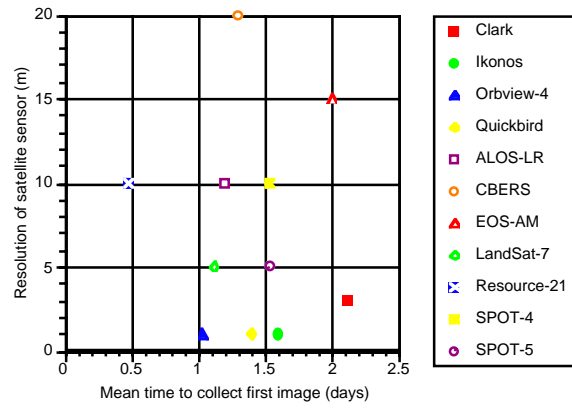 20
15
10
5
0
Resolution of satellite sensor (m)
0 0.5 1 1.5 2 2.5
Mean time to collect first image (days)
Clark
Ikonos
Orbview-4
Quickbird
ALOS-LR
CBERS
EOS-AM
LandSat-7
Resource-21
SPOT-4
SPOT-5